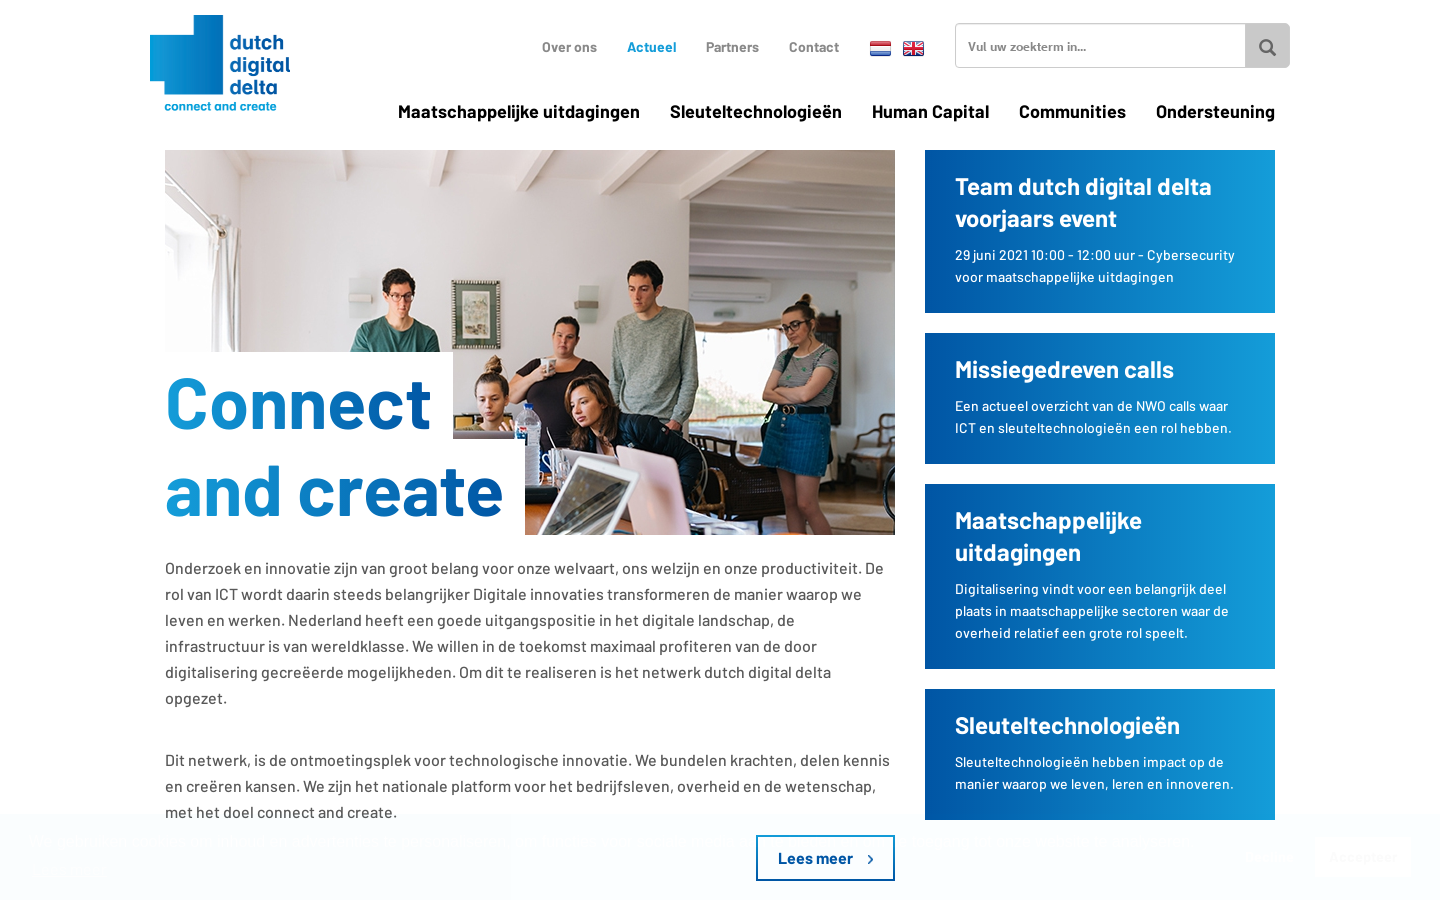 dutch
digital
delta
connect and create
Over ons
Actueel
Partners
Contact
Vul uw zoekterm in...
Maatschappelijke uitdagingen
Sleuteltechnologieën
Human Capital
Communities
Ondersteuning
Connect
and create
Onderzoek en innovatie zijn van groot belang voor onze welvaart, ons welzijn en onze productiviteit. De
rol van ICT wordt daarin steeds belangrijker Digitale innovaties transformeren de manier waarop we
leven en werken. Nederland heeft een goede uitgangspositie in het digitale landschap, de
infrastructuur is van wereldklasse. We willen in de toekomst maximaal profiteren van de door
digitalisering gecreëerde mogelijkheden. Om dit te realiseren is het netwerk dutch digital delta
opgezet.
Dit netwerk, is de ontmoetingsplek voor technologische innovatie. We bundelen krachten, delen kennis
en creëren kansen. We zijn het nationale platform voor het bedrijfsleven, overheid en de wetenschap,
met het doel connect and create.
Lees meer
Team dutch digital delta
voorjaars event
29 juni 2021 10:00 - 12:00 uur - Cybersecurity
voor maatschappelijke uitdagingen
Missiegedreven calls
Een actueel overzicht van de NWO calls waar
ICT en sleuteltechnologieën een rol hebben.
Maatschappelijke
uitdagingen
Digitalisering vindt voor een belangrijk deel
plaats in maatschappelijke sectoren waar de
overheid relatief een grote rol speelt.
Sleuteltechnologieën
Sleuteltechnologieën hebben impact op de
manier waarop we leven, leren en innoveren.